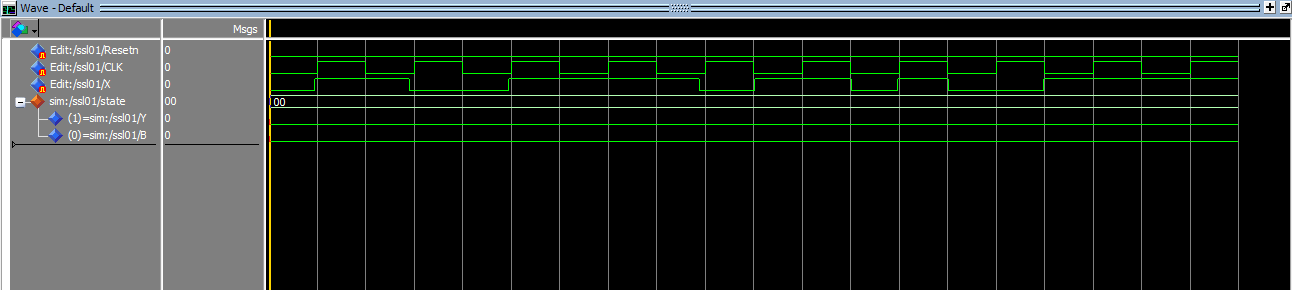 Wave - Default
Msgs
Edit:/ssl01/Resetn 0
Edit:/ssl01/CLK 0
Edit:/ssl01/X 0
sim:/ssl01/state 00 00
(1)=sim:/ssl01/Y 0
(0)=sim:/ssl01/B 0